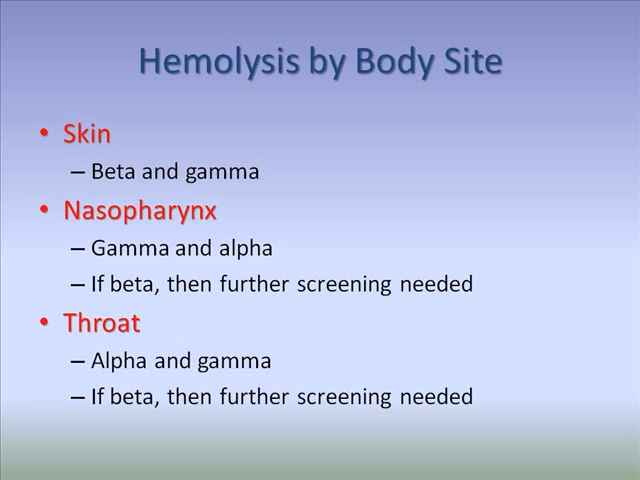 Hemolysis by Body Site
• Skin
– Beta and gamma
• Nasopharynx
– Gamma and alpha
– If beta, then further screening needed
• Throat
– Alpha and gamma
– If beta, then further screening needed